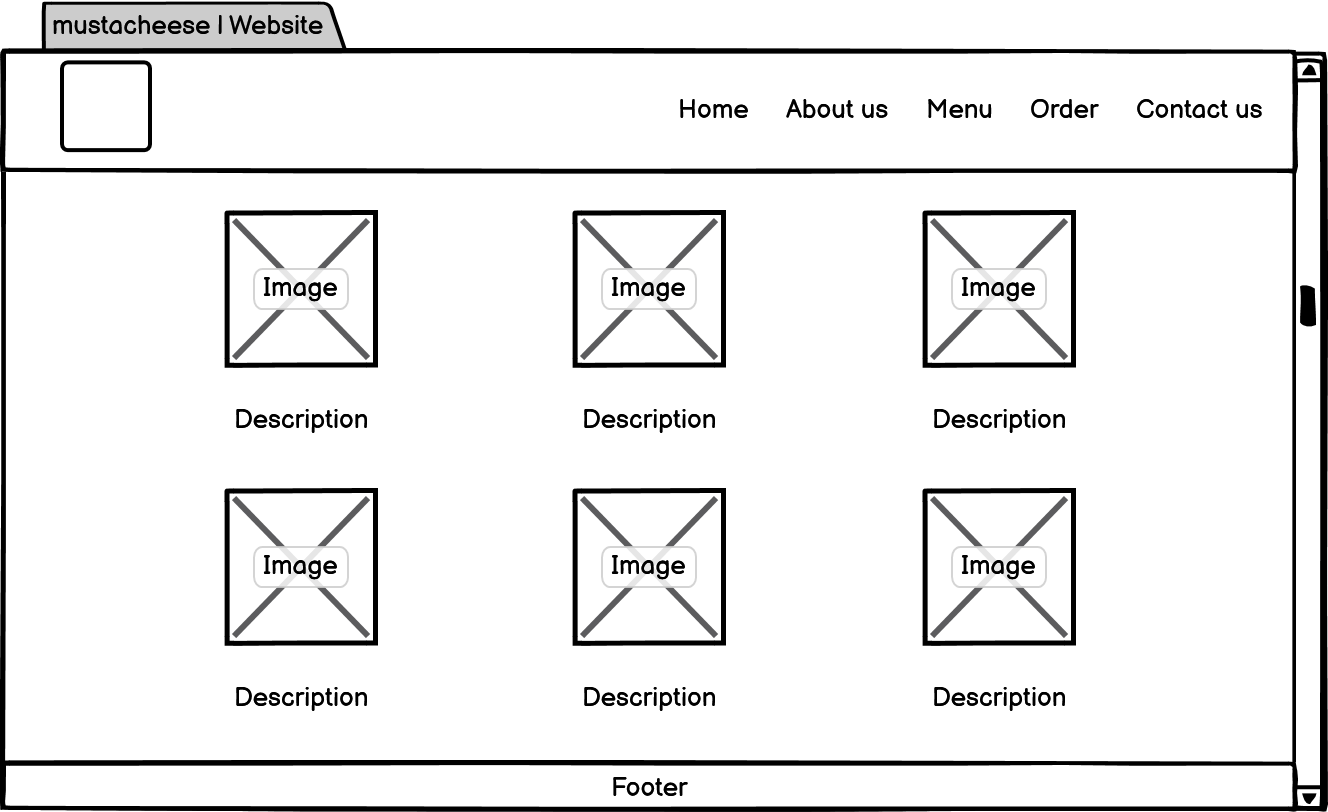 mustacheese | Website
Home About us Menu Order Contact us
Image Image Image
Description Description Description
Image Image Image
Description Description Description
Footer